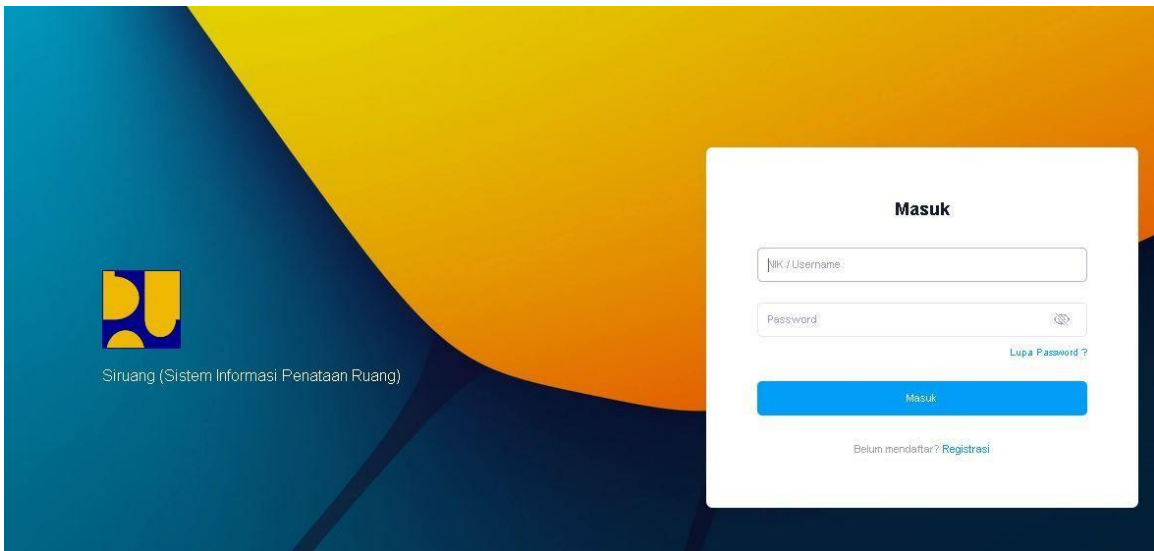 Siruang (Sistem Informasi Penataan Ruang)
Masuk
NIK / Username
Password
Lupa Password ?
Masuk
Belum mendaftar? Registrasi